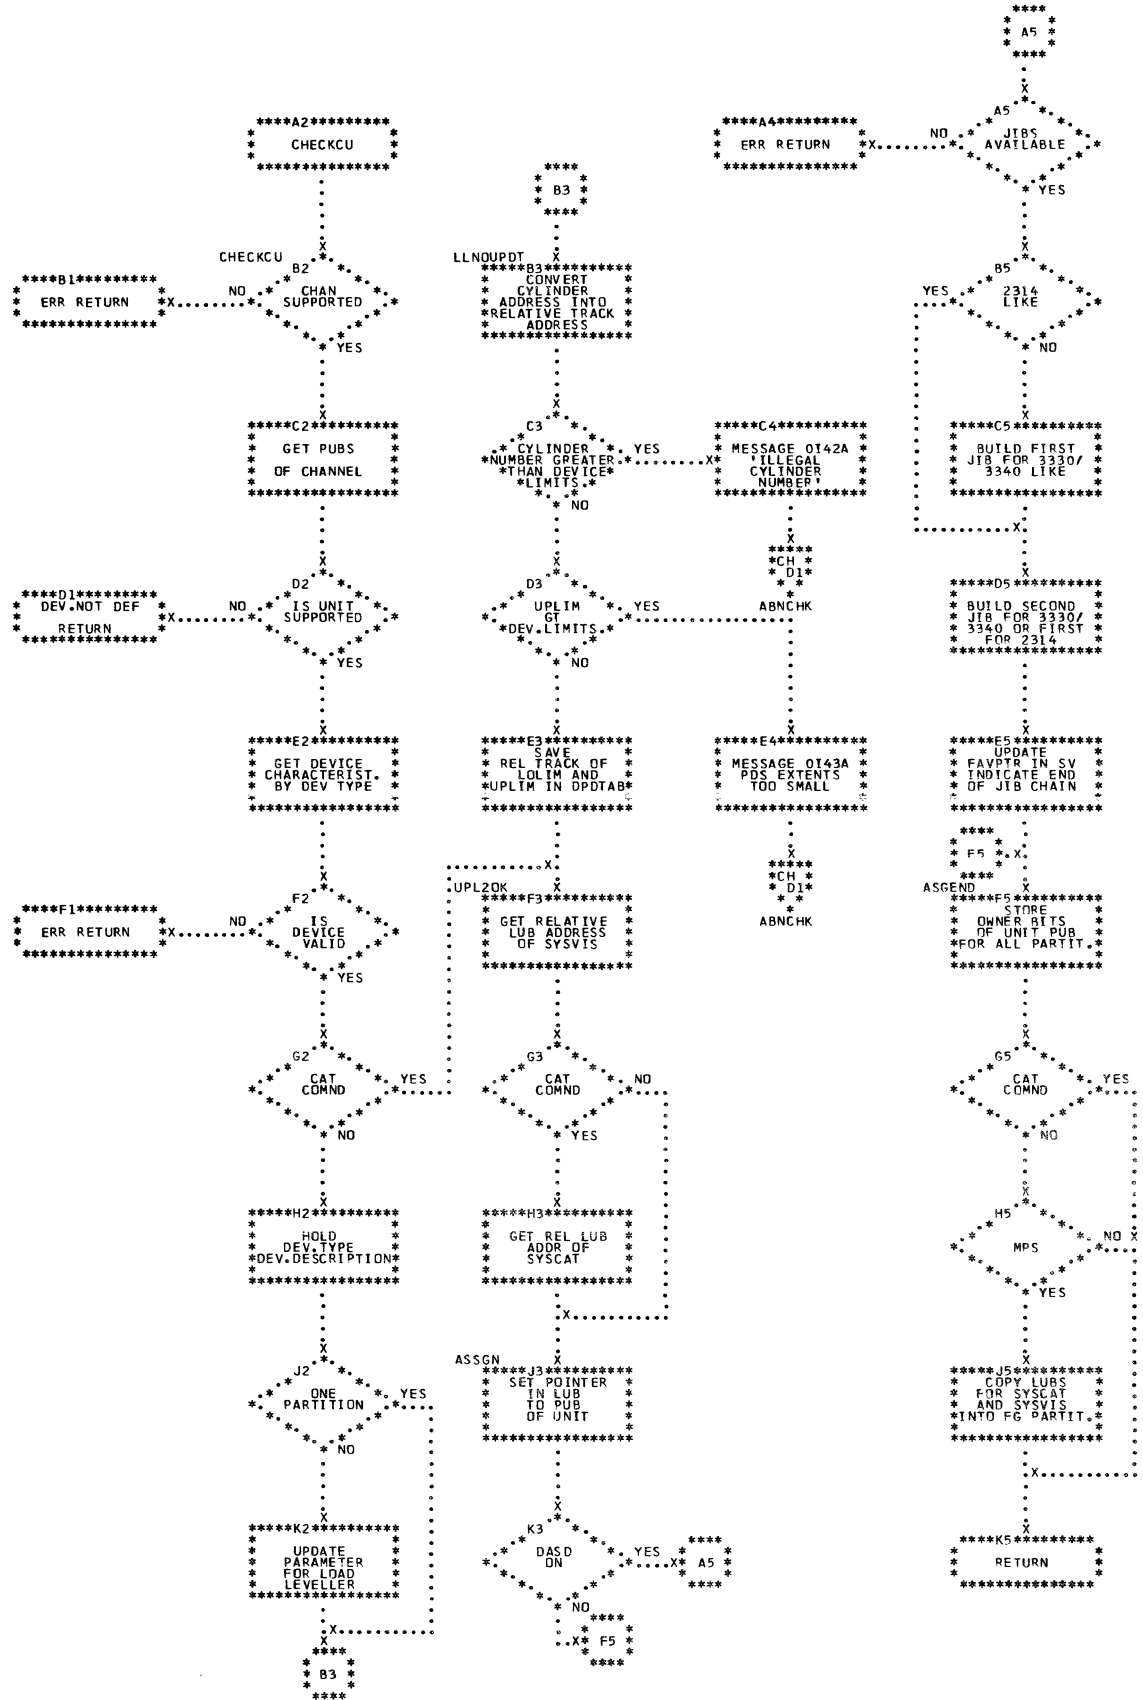 A2
CHECKCU
CHECKCU
B2
CHAN
SUPPORTED
NO
YES
B1
ERR RETURN
C2
GET PUBS
OF CHANNEL
D2
IS UNIT
SUPPORTED
NO
YES
D1
DEV.NOT DEF
RETURN
E2
GET DEVICE
CHARACTERIST.
BY DEV TYPE
F2
IS
DEVICE
VALID
NO
YES
F1
ERR RETURN
G2
CAT
COMND
YES
NO
H2
HOLD
DEV.TYPE
DEV.DESCRIPTION
J2
ONE
PARTITION
YES
NO
K2
UPDATE
PARAMETER
FOR LOAD
LEVELLER
B3
B3
LLNOUPDT
B3
CONVERT
CYLINDER
ADDRESS INTO
RELATIVE TRACK
ADDRESS
C3
CYLINDER
NUMBER GREATER
THAN DEVICE
LIMITS.
YES
NO
C4
MESSAGE 0I42A
'ILLEGAL
CYLINDER
NUMBER'
CH
D1
ABNCHK
D3
UPLIM
GT
DEV.LIMITS.
YES
NO
E3
SAVE
REL TRACK OF
LOLIM AND
UPLIM IN DPDTAB
E4
MESSAGE 0I43A
PDS EXTENTS
TOO SMALL
CH
D1
ABNCHK
UPL2OK
F3
GET RELATIVE
LUB ADDRESS
OF SYSVIS
G3
CAT
COMND
NO
YES
H3
GET REL LUB
ADDR OF
SYSCAT
ASSGN
J3
SET POINTER
IN LUB
TO PUB
OF UNIT
K3
DASD
ON
YES
A5
NO
F5
A5
A5
JIBS
AVAILABLE
NO
YES
A4
ERR RETURN
B5
2314
LIKE
YES
NO
C5
BUILD FIRST
JIB FOR 3330/
3340 LIKE
D5
BUILD SECOND
JIB FOR 3330/
3340 OR FIRST
FOR 2314
E5
UPDATE
FAVPTR IN SV
INDICATE END
OF JIB CHAIN
F5
ASGEND
F5
STORE
OWNER BITS
OF UNIT PUB
FOR ALL PARTIT.
G5
CAT
COMND
YES
NO
H5
MPS
NO
YES
J5
COPY LUBS
FOR SYSCAT
AND SYSVIS
INTO FG PARTIT.
K5
RETURN